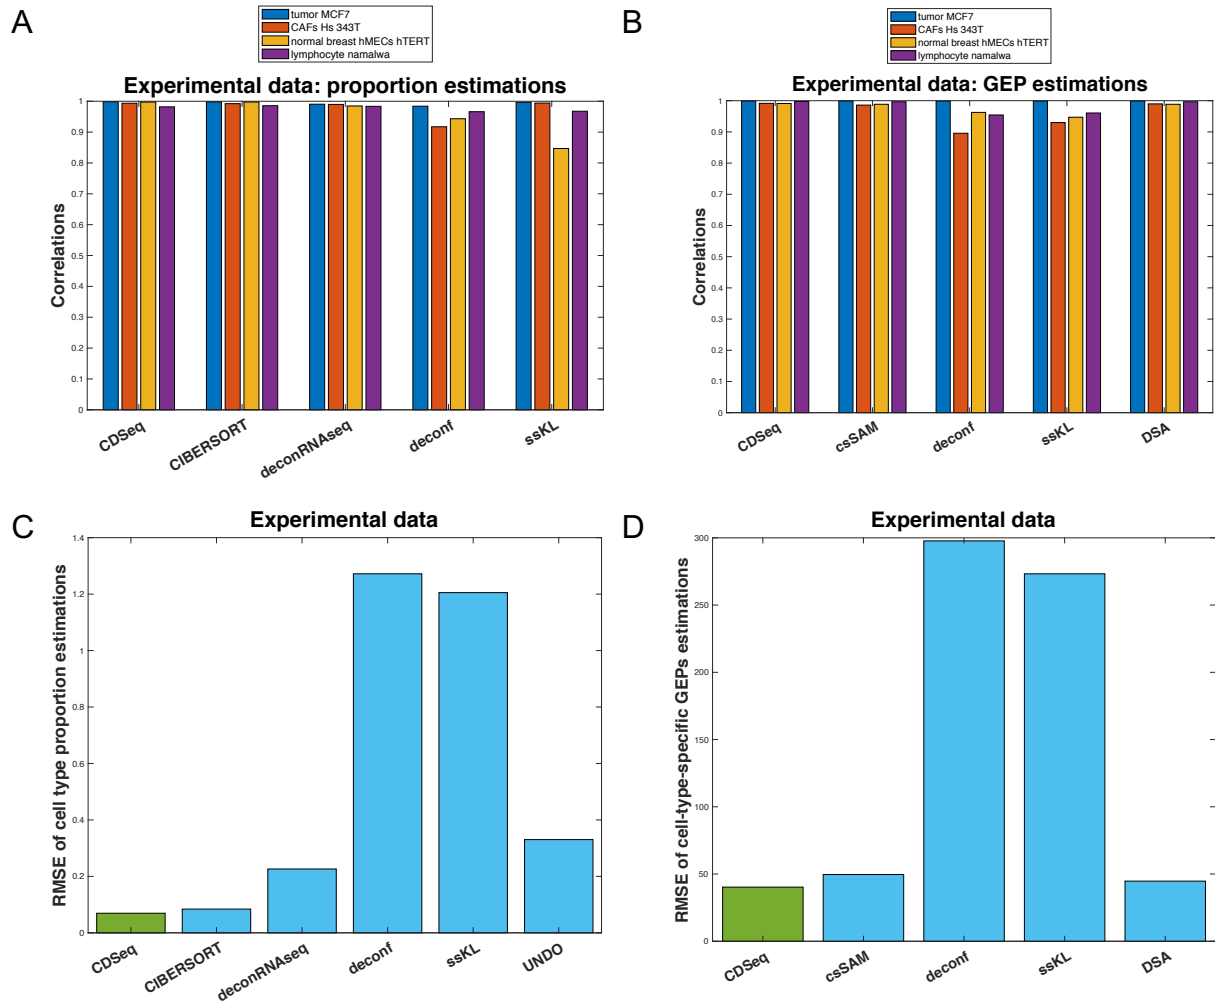 A
tumor MCF7
CAFs Hs 343T
normal breast hMECs hTERT
lymphocyte namalwa
Experimental data: proportion estimations
Correlations
1
0.9
0.8
0.7
0.6
0.5
0.4
0.3
0.2
0.1
0
CDSeq
CIBERSORT
deconRNAseq
deconf
ssKL
B
tumor MCF7
CAFs Hs 343T
normal breast hMECs hTERT
lymphocyte namalwa
Experimental data: GEP estimations
Correlations
1
0.9
0.8
0.7
0.6
0.5
0.4
0.3
0.2
0.1
0
CDSeq
csSAM
deconf
ssKL
DSA
C
Experimental data
RMSE of cell type proportion estimations
1.4
1.2
1
0.8
0.6
0.4
0.2
0
CDSeq
CIBERSORT
deconRNAseq
deconf
ssKL
UNDO
D
Experimental data
RMSE of cell-type-specific GEPs estimations
300
250
200
150
100
50
0
CDSeq
csSAM
deconf
ssKL
DSA